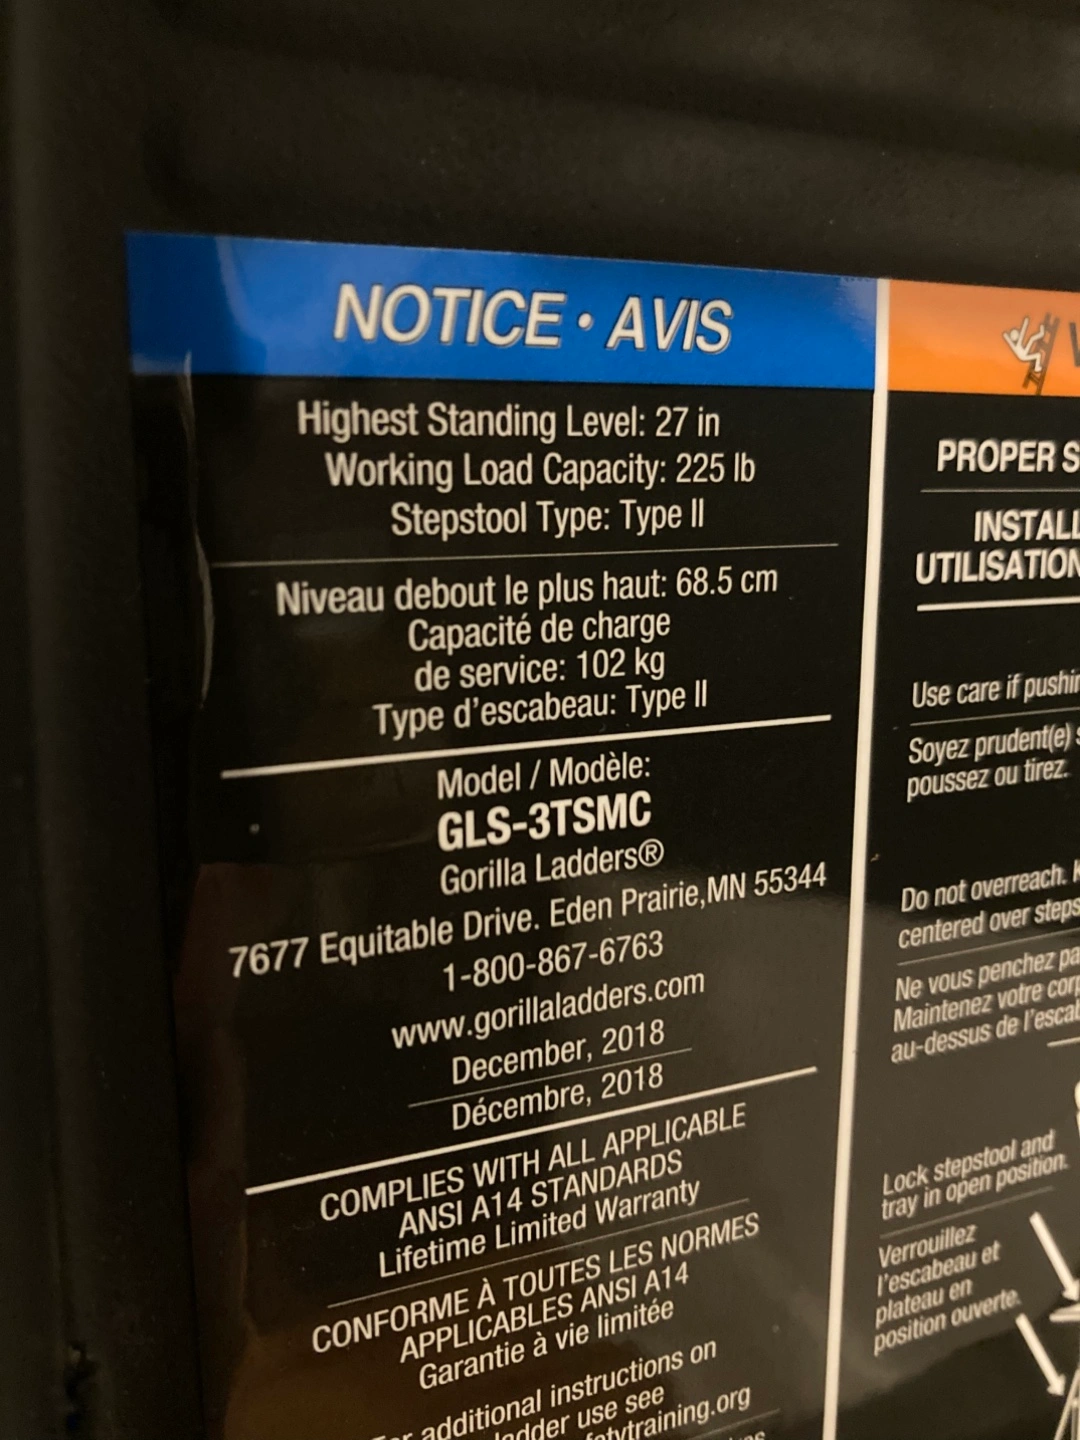 NOTICE • AVIS
Highest Standing Level: 27 in
Working Load Capacity: 225 lb
Stepstool Type: Type II
Niveau debout le plus haut: 68.5 cm
Capacité de charge
de service: 102 kg
Type d'escabeau: Type II
Model / Modèle:
GLS-3TSMC
Gorilla Ladders®
7677 Equitable Drive. Eden Prairie,MN 55344
1-800-867-6763
www.gorillaladders.com
December, 2018
Décembre, 2018
COMPLIES WITH ALL APPLICABLE
ANSI A14 STANDARDS
Lifetime Limited Warranty
CONFORME À TOUTES LES NORMES
APPLICABLES ANSI A14
Garantie à vie limitée
additional instructions on
use see
PROPER
UTILISATION
Use care if
Soyez prudent(e)
poussez ou tirez.
Do not overreach.
centered over
Ne vous penchez
Maintenez votre
au-dessus de
Lock stepstool and
tray in open position.
Verrouillez
l'escabeau et
plateau en
position ouverte.